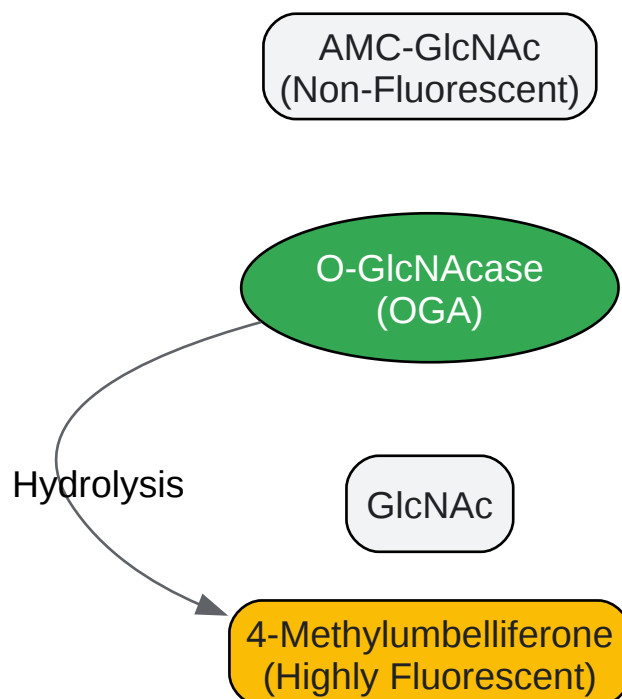 AMC-GlcNAc
(Non-Fluorescent)
O-GlcNAcase
(OGA)
Hydrolysis
GlcNAc
4-Methylumbelliferone
(Highly Fluorescent)